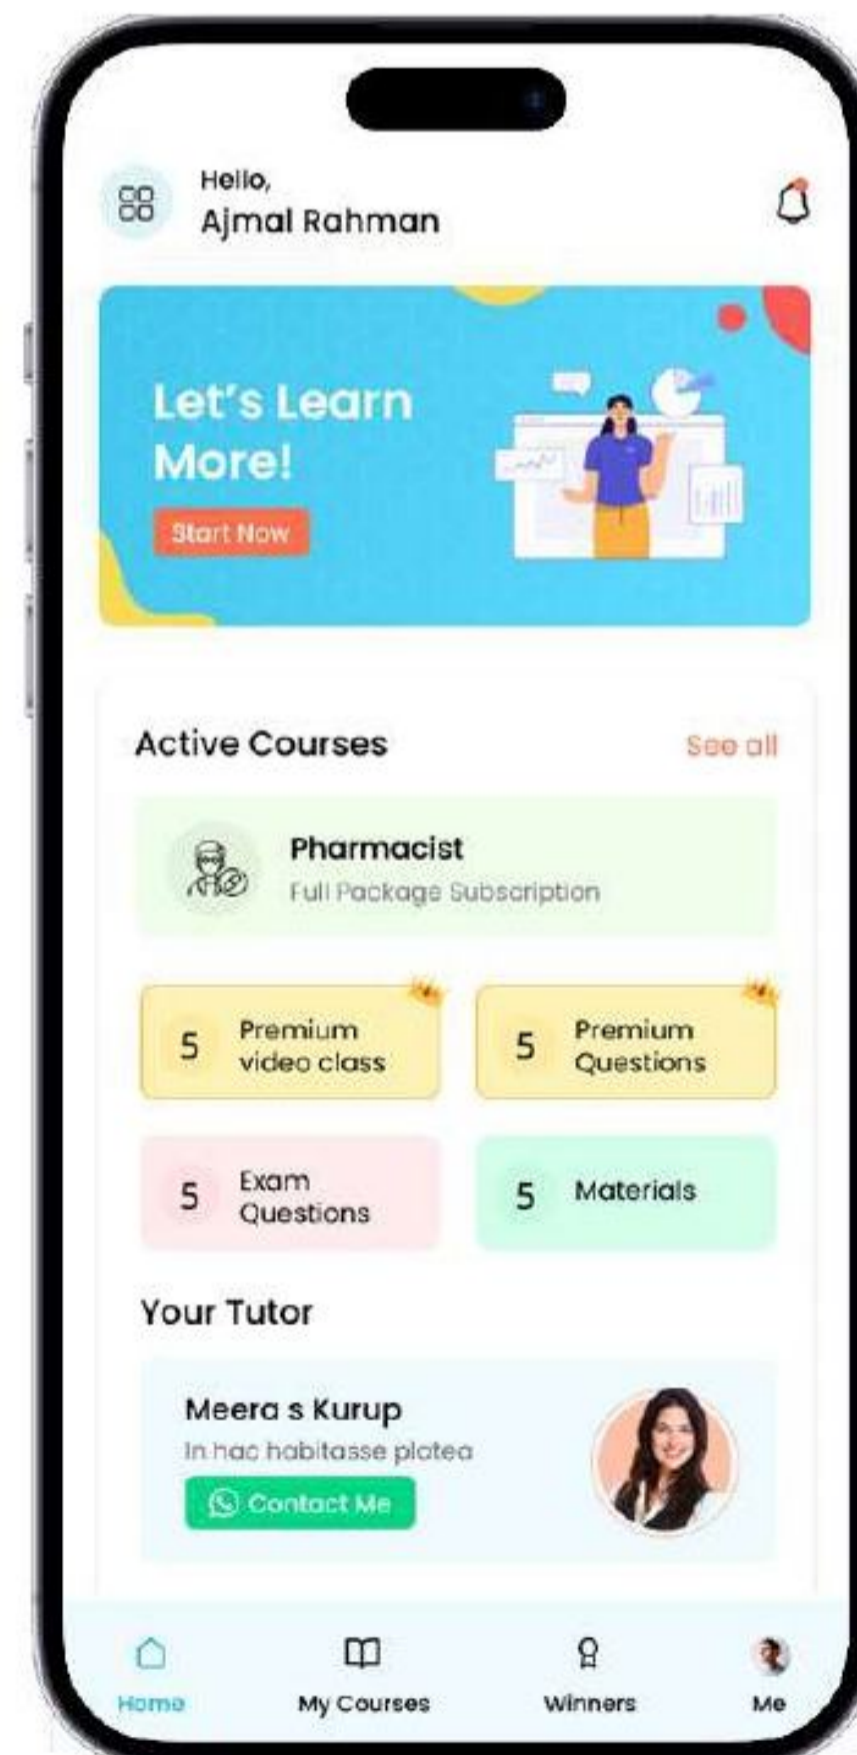 Hello,
Ajmal Rahman
Let's Learn
More!
Start Now
Active Courses
See all
Pharmacist
Full Package Subscription
5
Premium
video class
5
Premium
Questions
5
Exam
Questions
5
Materials
Your Tutor
Meera s Kurup
In hac habitasse platea
Contact Me
Home
My Courses
Winners
Me